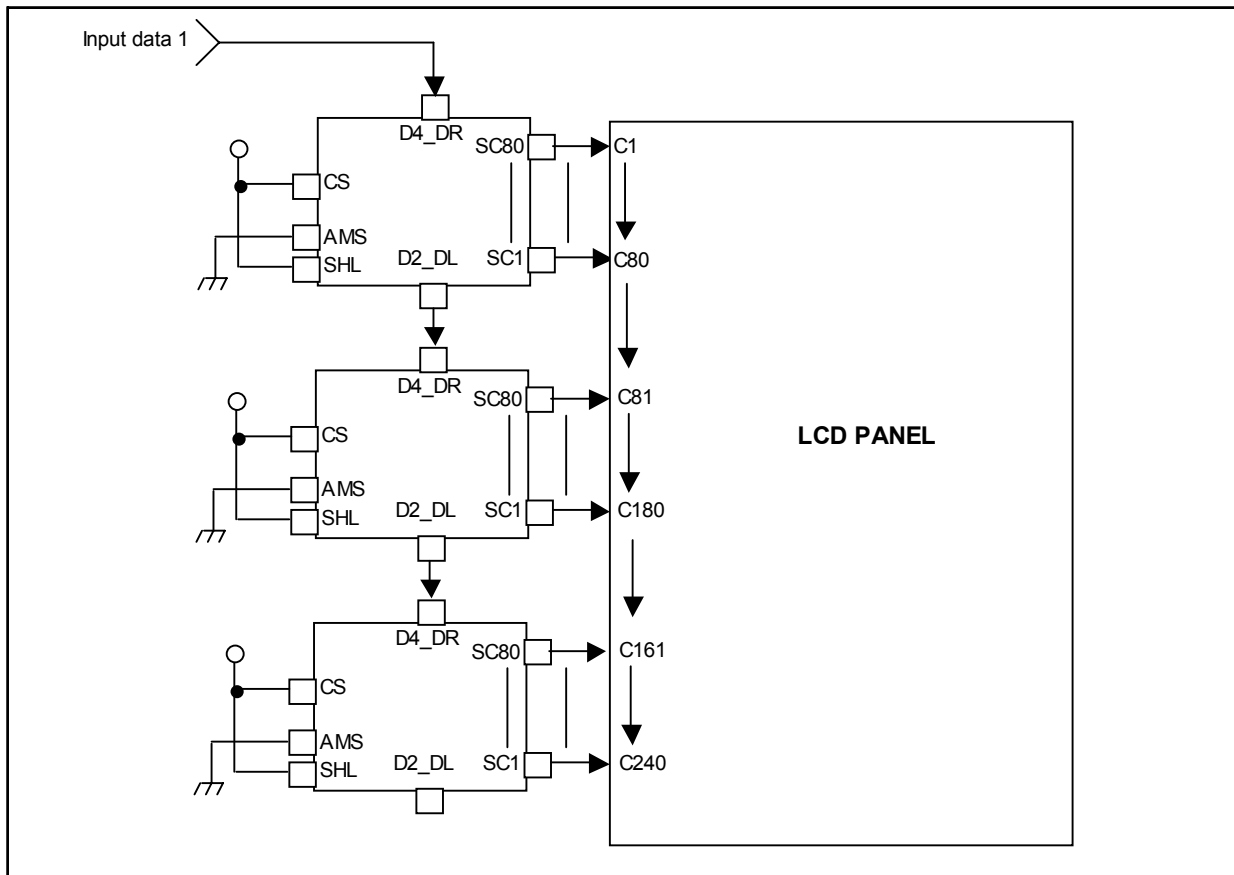 Input data 1
D4_DR
SC80
C1
CS
AMS
D2_DL
SC1
C80
SHL
D4_DR
SC80
C81
CS
LCD PANEL
AMS
D2_DL
SC1
C180
SHL
D4_DR
SC80
C161
CS
AMS
D2_DL
SC1
C240
SHL